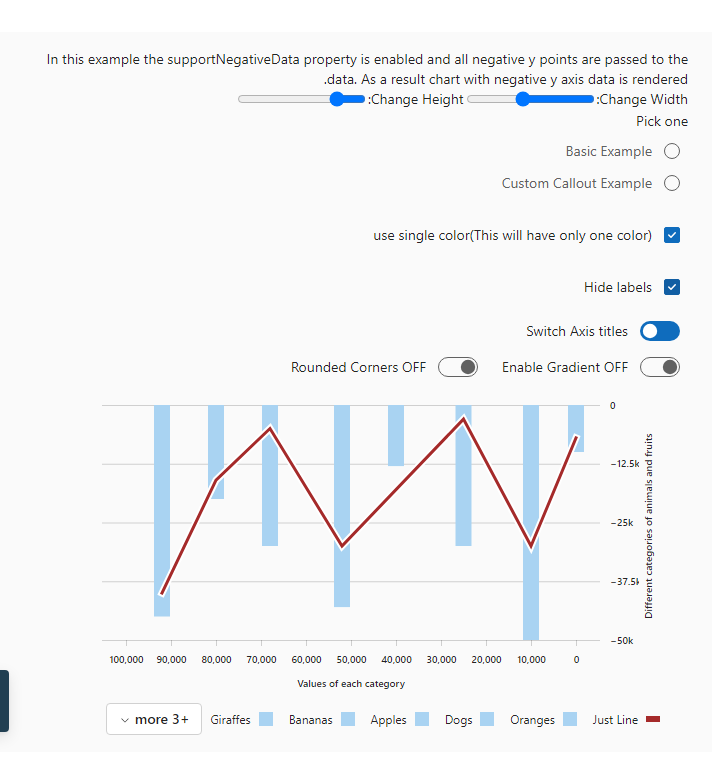 In this example the supportNegativeData property is enabled and all negative y points are passed to the
.data. As a result chart with negative y axis data is rendered
:Change Height :Change Width
Pick one
Basic Example
Custom Callout Example
use single color(This will have only one color)
Hide labels
Switch Axis titles
Rounded Corners OFF Enable Gradient OFF
0
−12.5k
−25k
−37.5k
−50k
Different categories of animals and fruits
100,000 90,000 80,000 70,000 60,000 50,000 40,000 30,000 20,000 10,000 0
Values of each category
more 3+ Giraffes Bananas Apples Dogs Oranges Just Line